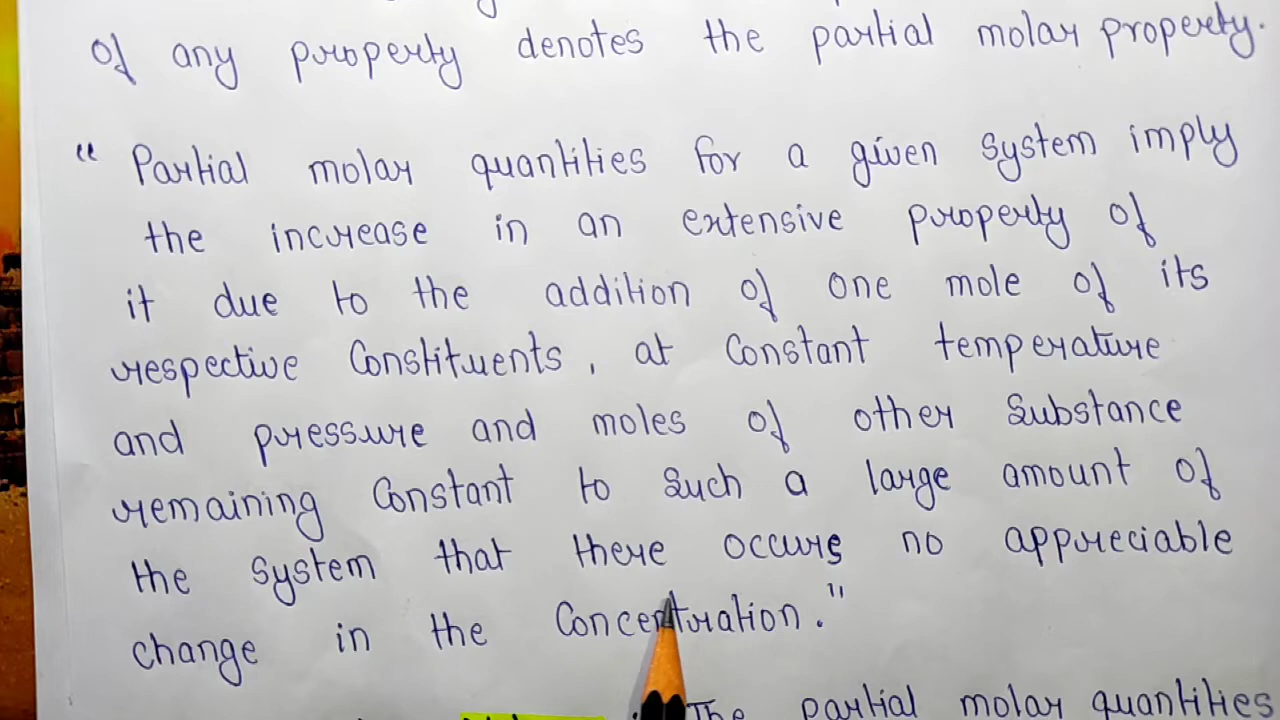 of any property denotes the partial molar property.
“ Partial molar quantities for a given system imply
the increase in an extensive property of
it due to the addition of one mole of its
respective Constituents, at Constant temperature
and pressure and moles of other Substance
remaining Constant to such a large amount of
the system that there occurs no appreciable
change in the Concentration.”
The partial molar quantities